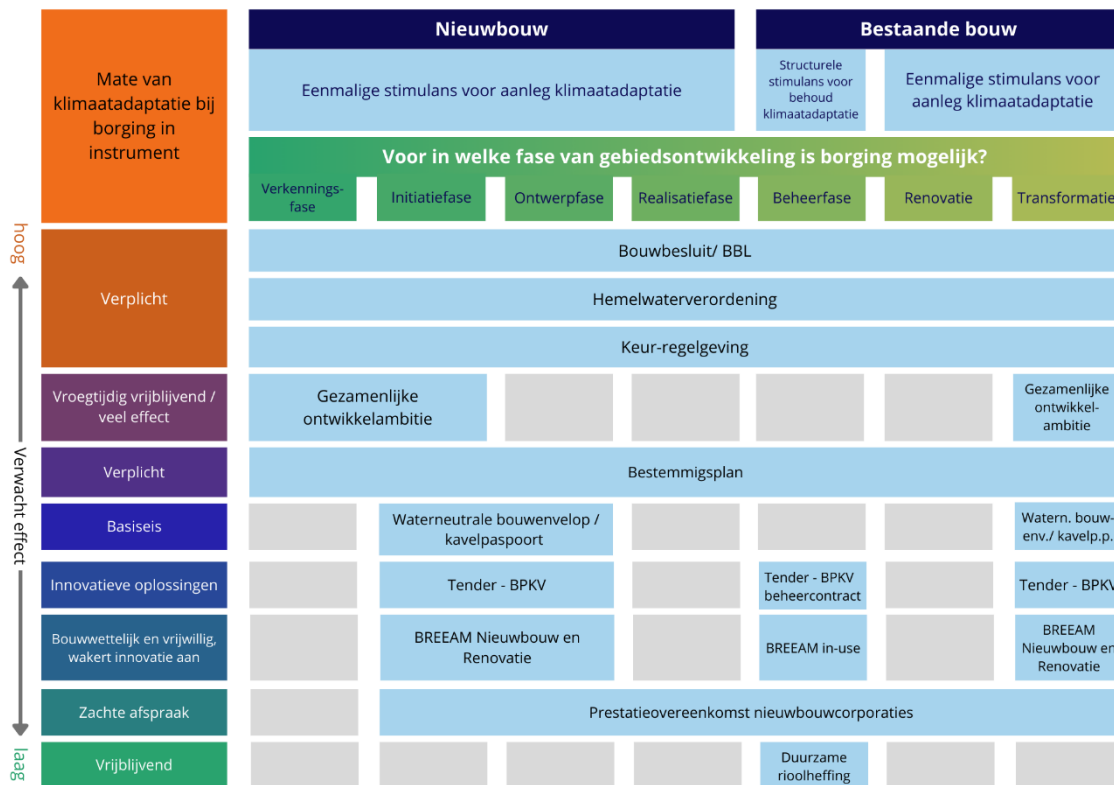 Mate van
klimaatadaptatie bij
borging in
instrument
Nieuwbouw
Bestaande bouw
Eenmalige stimulans voor aanleg klimaatadaptatie
Structurele
stimulans voor
behoud
klimaatadaptatie
Eenmalige stimulans voor
aanleg klimaatadaptatie
Voor in welke fase van gebiedsontwikkeling is borging mogelijk?
Verkennings-
fase
Initiatiefase
Ontwerpfase
Realisatiefase
Beheerfase
Renovatie
Transformatie
hoog
Verwacht effect
laag
Verplicht
Bouwbesluit/ BBL
Hemelwaterverordening
Keur-regelgeving
Vroegtijdig vrijblijvend /
veel effect
Gezamenlijke
ontwikkelambitie
Gezamenlijke
ontwikkel-
ambitie
Verplicht
Bestemmigsplan
Basiseis
Waterneutrale bouwenvelop /
kavelpaspoort
Watern. bouw-
env./ kavelp.p.
Innovatieve oplossingen
Tender - BPKV
Tender - BPKV
beheercontract
Tender - BPKV
Bouwwettelijk en vrijwillig,
wakert innovatie aan
BREEAM Nieuwbouw en
Renovatie
BREEAM in-use
BREEAM
Nieuwbouw en
Renovatie
Zachte afspraak
Prestatieovereenkomst nieuwbouwcorporaties
Vrijblijvend
Duurzame
rioolheffing